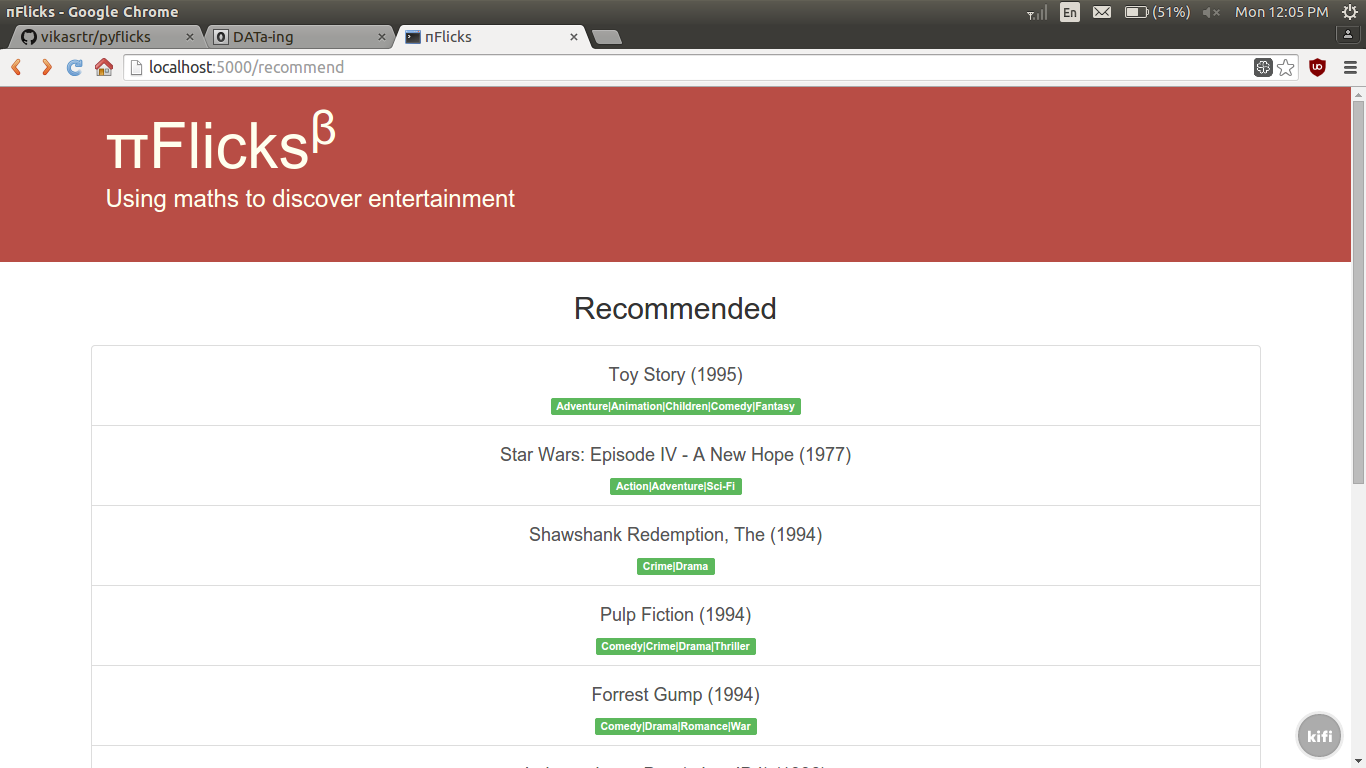 πFlicks - Google Chrome
En
(51%)
Mon 12:05 PM
vikasrtr/pyflicks
DATa-ing
πFlicks
localhost:5000/recommend
πFlicksβ
Using maths to discover entertainment
Recommended
Toy Story (1995)
Adventure|Animation|Children|Comedy|Fantasy
Star Wars: Episode IV - A New Hope (1977)
Action|Adventure|Sci-Fi
Shawshank Redemption, The (1994)
Crime|Drama
Pulp Fiction (1994)
Comedy|Crime|Drama|Thriller
Forrest Gump (1994)
Comedy|Drama|Romance|War
kifi